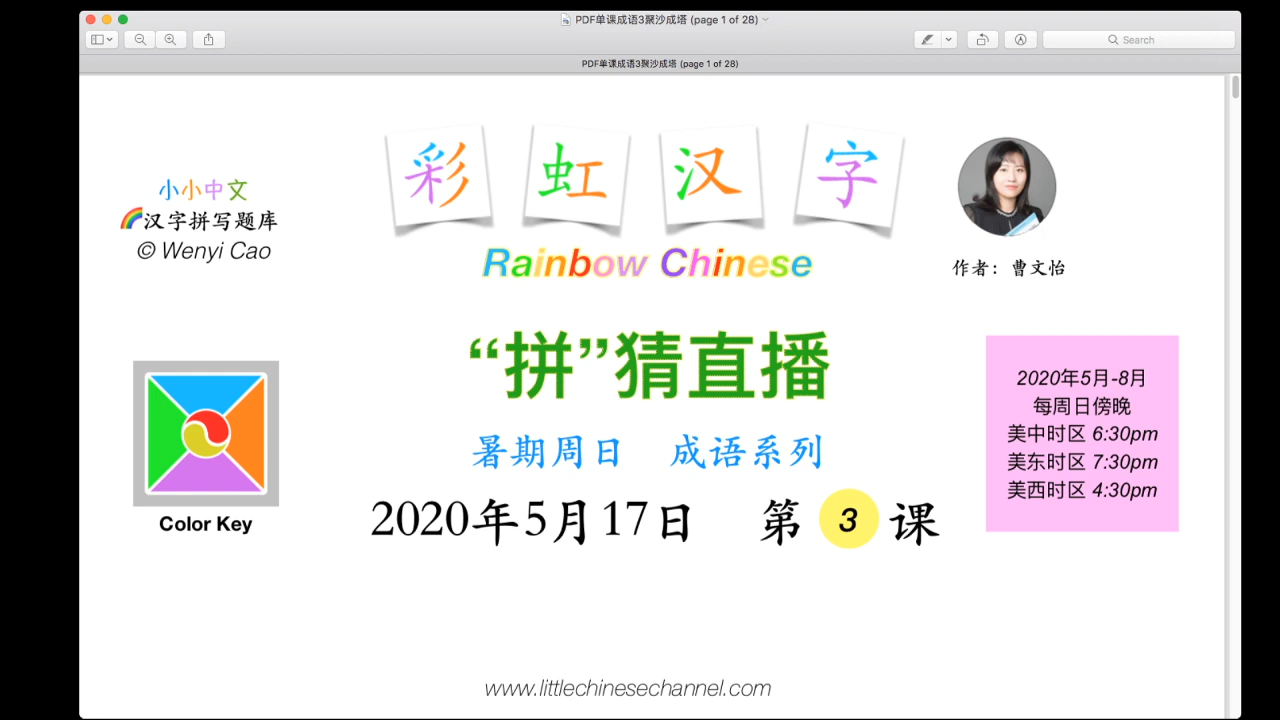 PDF单课成语3聚沙成塔 (page 1 of 28)
Search
PDF单课成语3聚沙成塔 (page 1 of 28)
彩虹汉字
Rainbow Chinese
小小中文
汉字拼写题库
© Wenyi Cao
作者：曹文怡
“拼”猜直播
暑期周日 成语系列
2020年5月17日 第 3 课
Color Key
2020年5月-8月
每周日傍晚
美中时区 6:30pm
美东时区 7:30pm
美西时区 4:30pm
www.littlechinesechannel.com